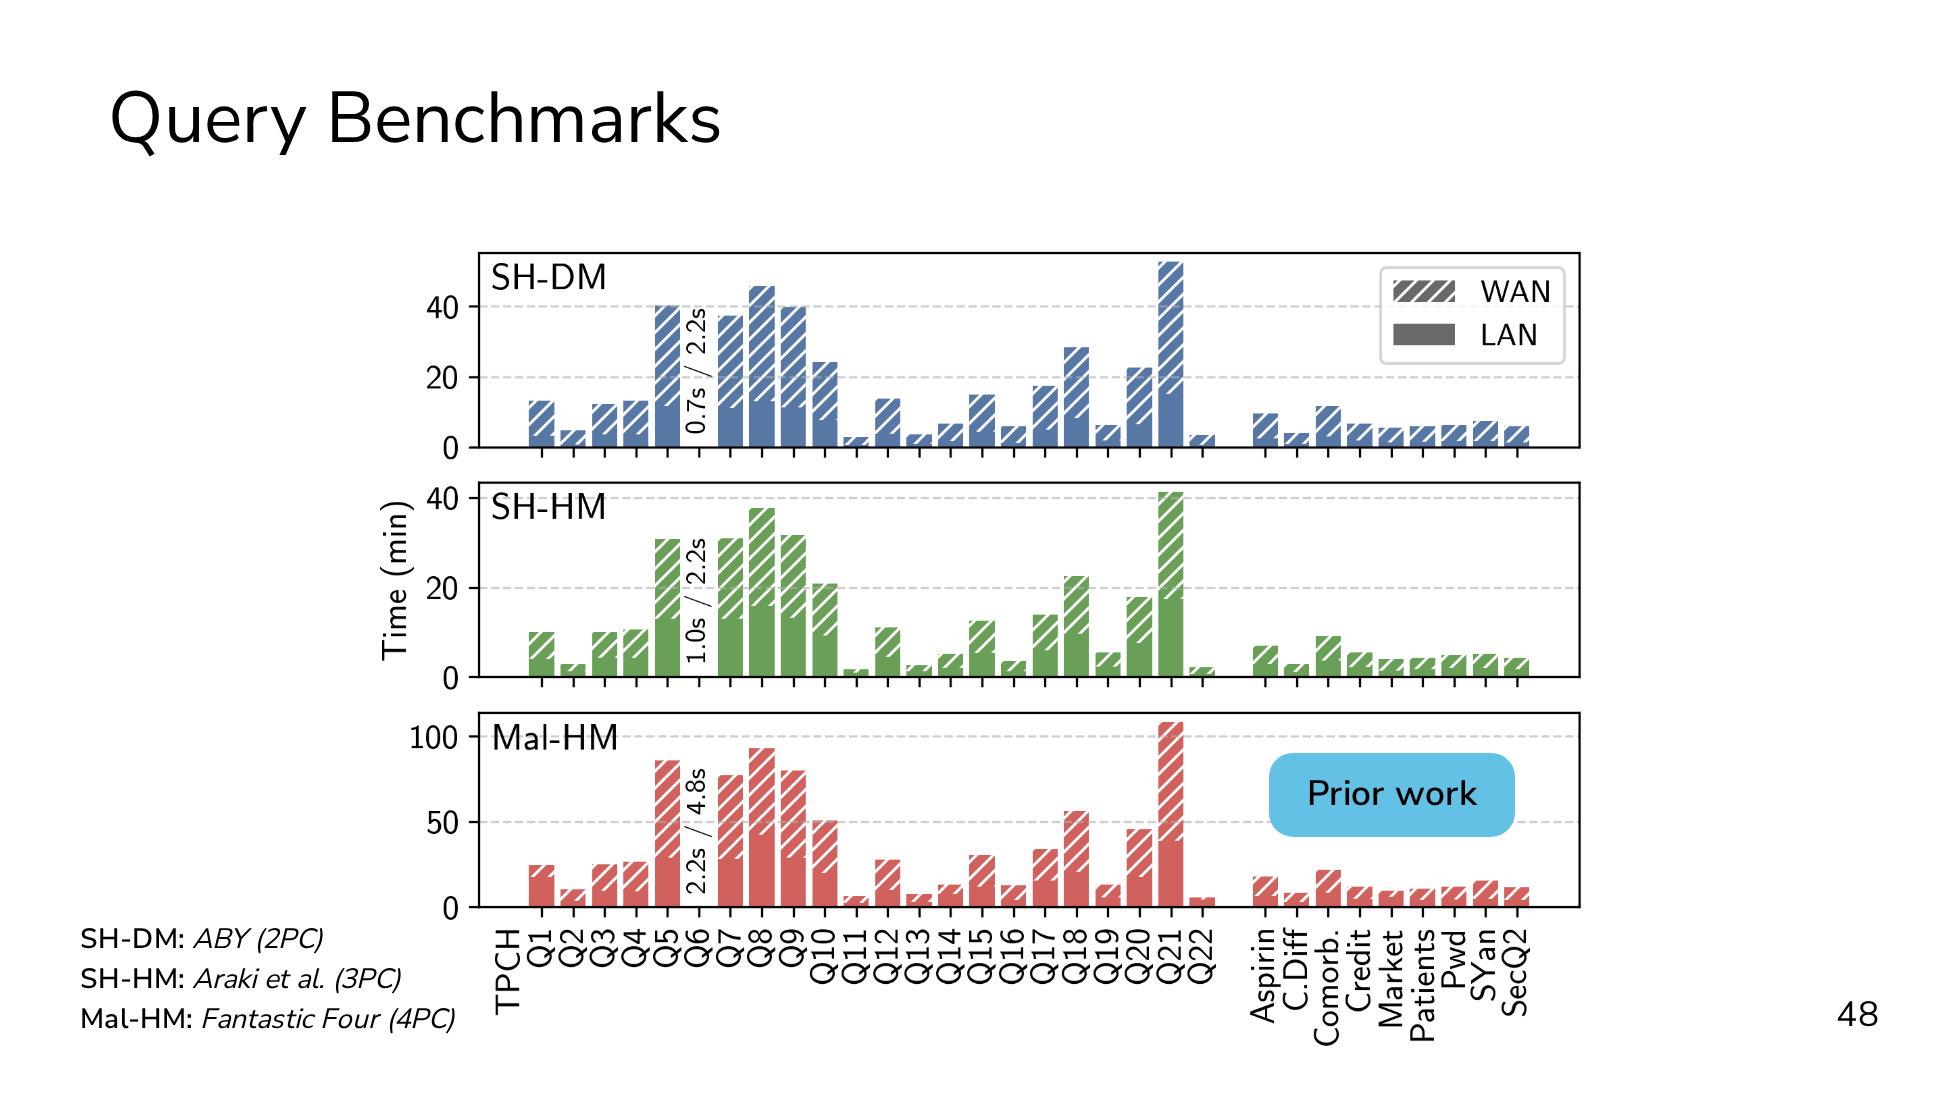 Query Benchmarks
SH-DM
WAN
LAN
40
20
0
0.7s / 2.2s
SH-HM
40
20
0
1.0s / 2.2s
Time (min)
Mal-HM
100
50
0
2.2s / 4.8s
Prior work
TPCH
Q1
Q2
Q3
Q4
Q5
Q6
Q7
Q8
Q9
Q10
Q11
Q12
Q13
Q14
Q15
Q16
Q17
Q18
Q19
Q20
Q21
Q22
Aspirin
C.Diff
Comorb.
Credit
Market
Patients
Pwd
SYan
SecQ2
SH-DM: ABY (2PC)
SH-HM: Araki et al. (3PC)
Mal-HM: Fantastic Four (4PC)
48